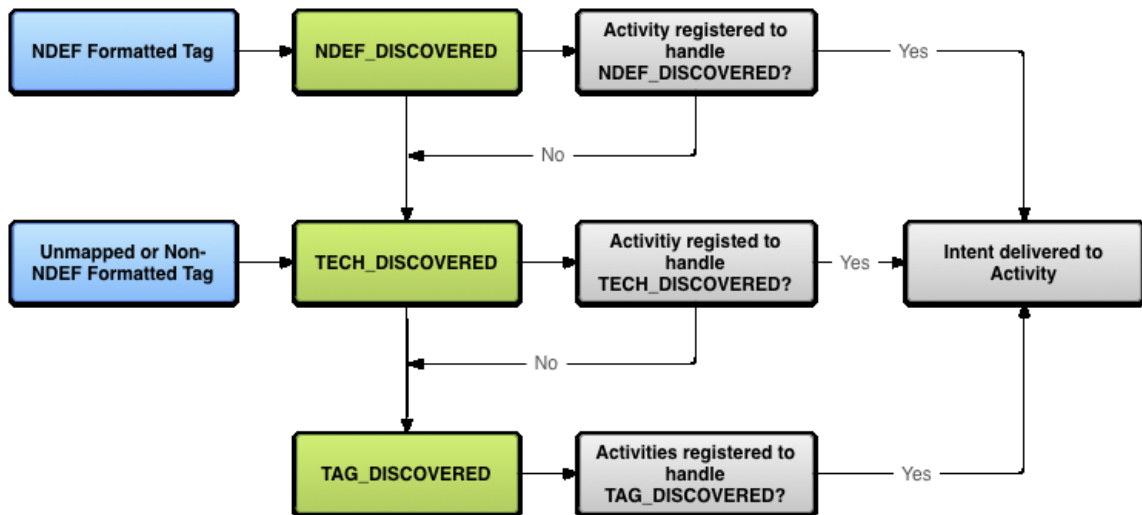 NDEF Formatted Tag
NDEF_DISCOVERED
Activity registered to
handle
NDEF_DISCOVERED?
Yes
No
Unmapped or Non-
NDEF Formatted Tag
TECH_DISCOVERED
Activitiy registed to
handle
TECH_DISCOVERED?
Yes
Intent delivered to
Activity
No
TAG_DISCOVERED
Activities registered to
handle
TAG_DISCOVERED?
Yes